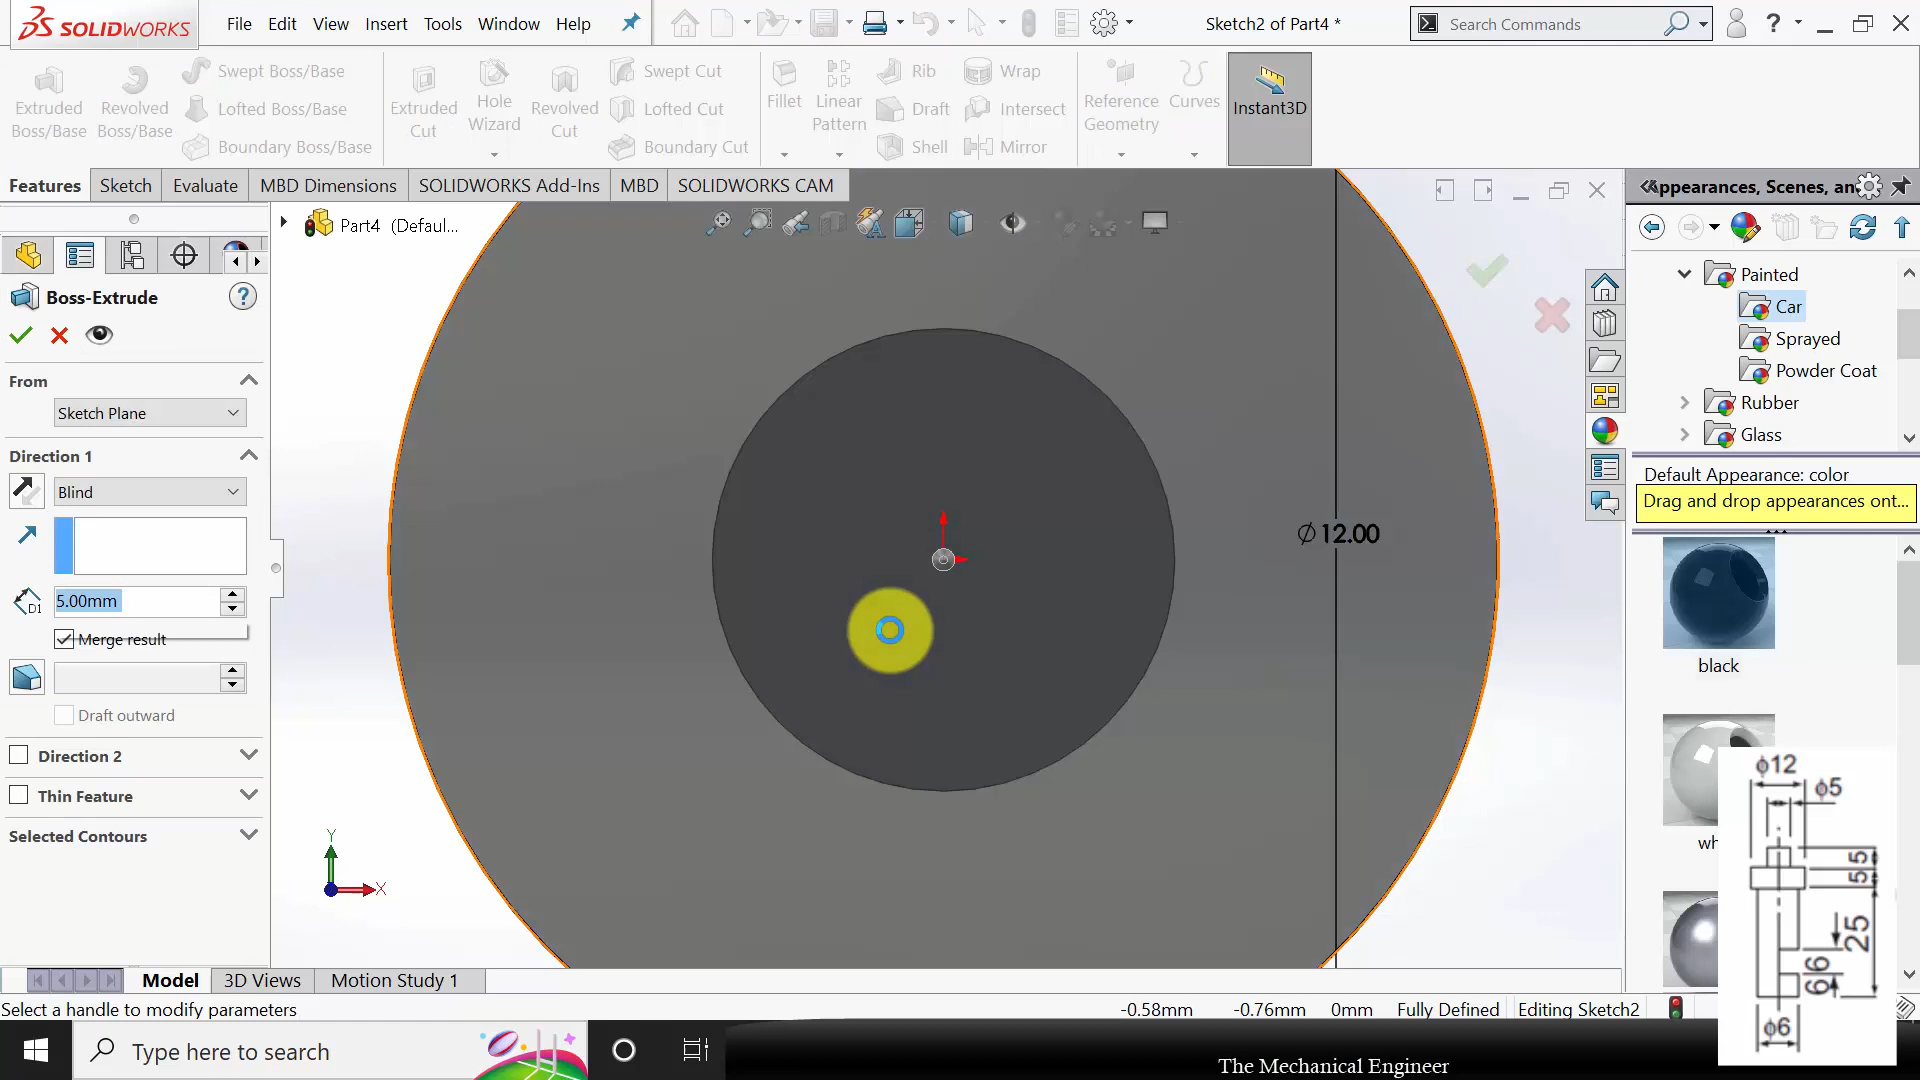 SOLIDWORKS
File Edit View Insert Tools Window Help
Sketch2 of Part4 *
Search Commands
Extruded Boss/Base
Revolved Boss/Base
Swept Boss/Base
Lofted Boss/Base
Boundary Boss/Base
Extruded Cut
Hole Wizard
Revolved Cut
Swept Cut
Lofted Cut
Boundary Cut
Fillet
Linear Pattern
Rib
Draft
Shell
Wrap
Intersect
Mirror
Reference Geometry
Curves
Instant3D
Features Sketch Evaluate MBD Dimensions SOLIDWORKS Add-Ins MBD SOLIDWORKS CAM
Appearances, Scenes, an
Part4 (Defaul...
Boss-Extrude
?
From
Sketch Plane
Direction 1
Blind
D1
5.00mm
Merge result
Draft outward
Direction 2
Thin Feature
Selected Contours
∅12.00
Y
X
Painted
Car
Sprayed
Powder Coat
Rubber
Glass
Default Appearance: color
Drag and drop appearances ont...
black
wh
ϕ12
ϕ5
5
5
25
6
6
ϕ6
Model 3D Views Motion Study 1
Select a handle to modify parameters
-0.58mm -0.76mm 0mm Fully Defined Editing Sketch2
Type here to search
The Mechanical Engineer